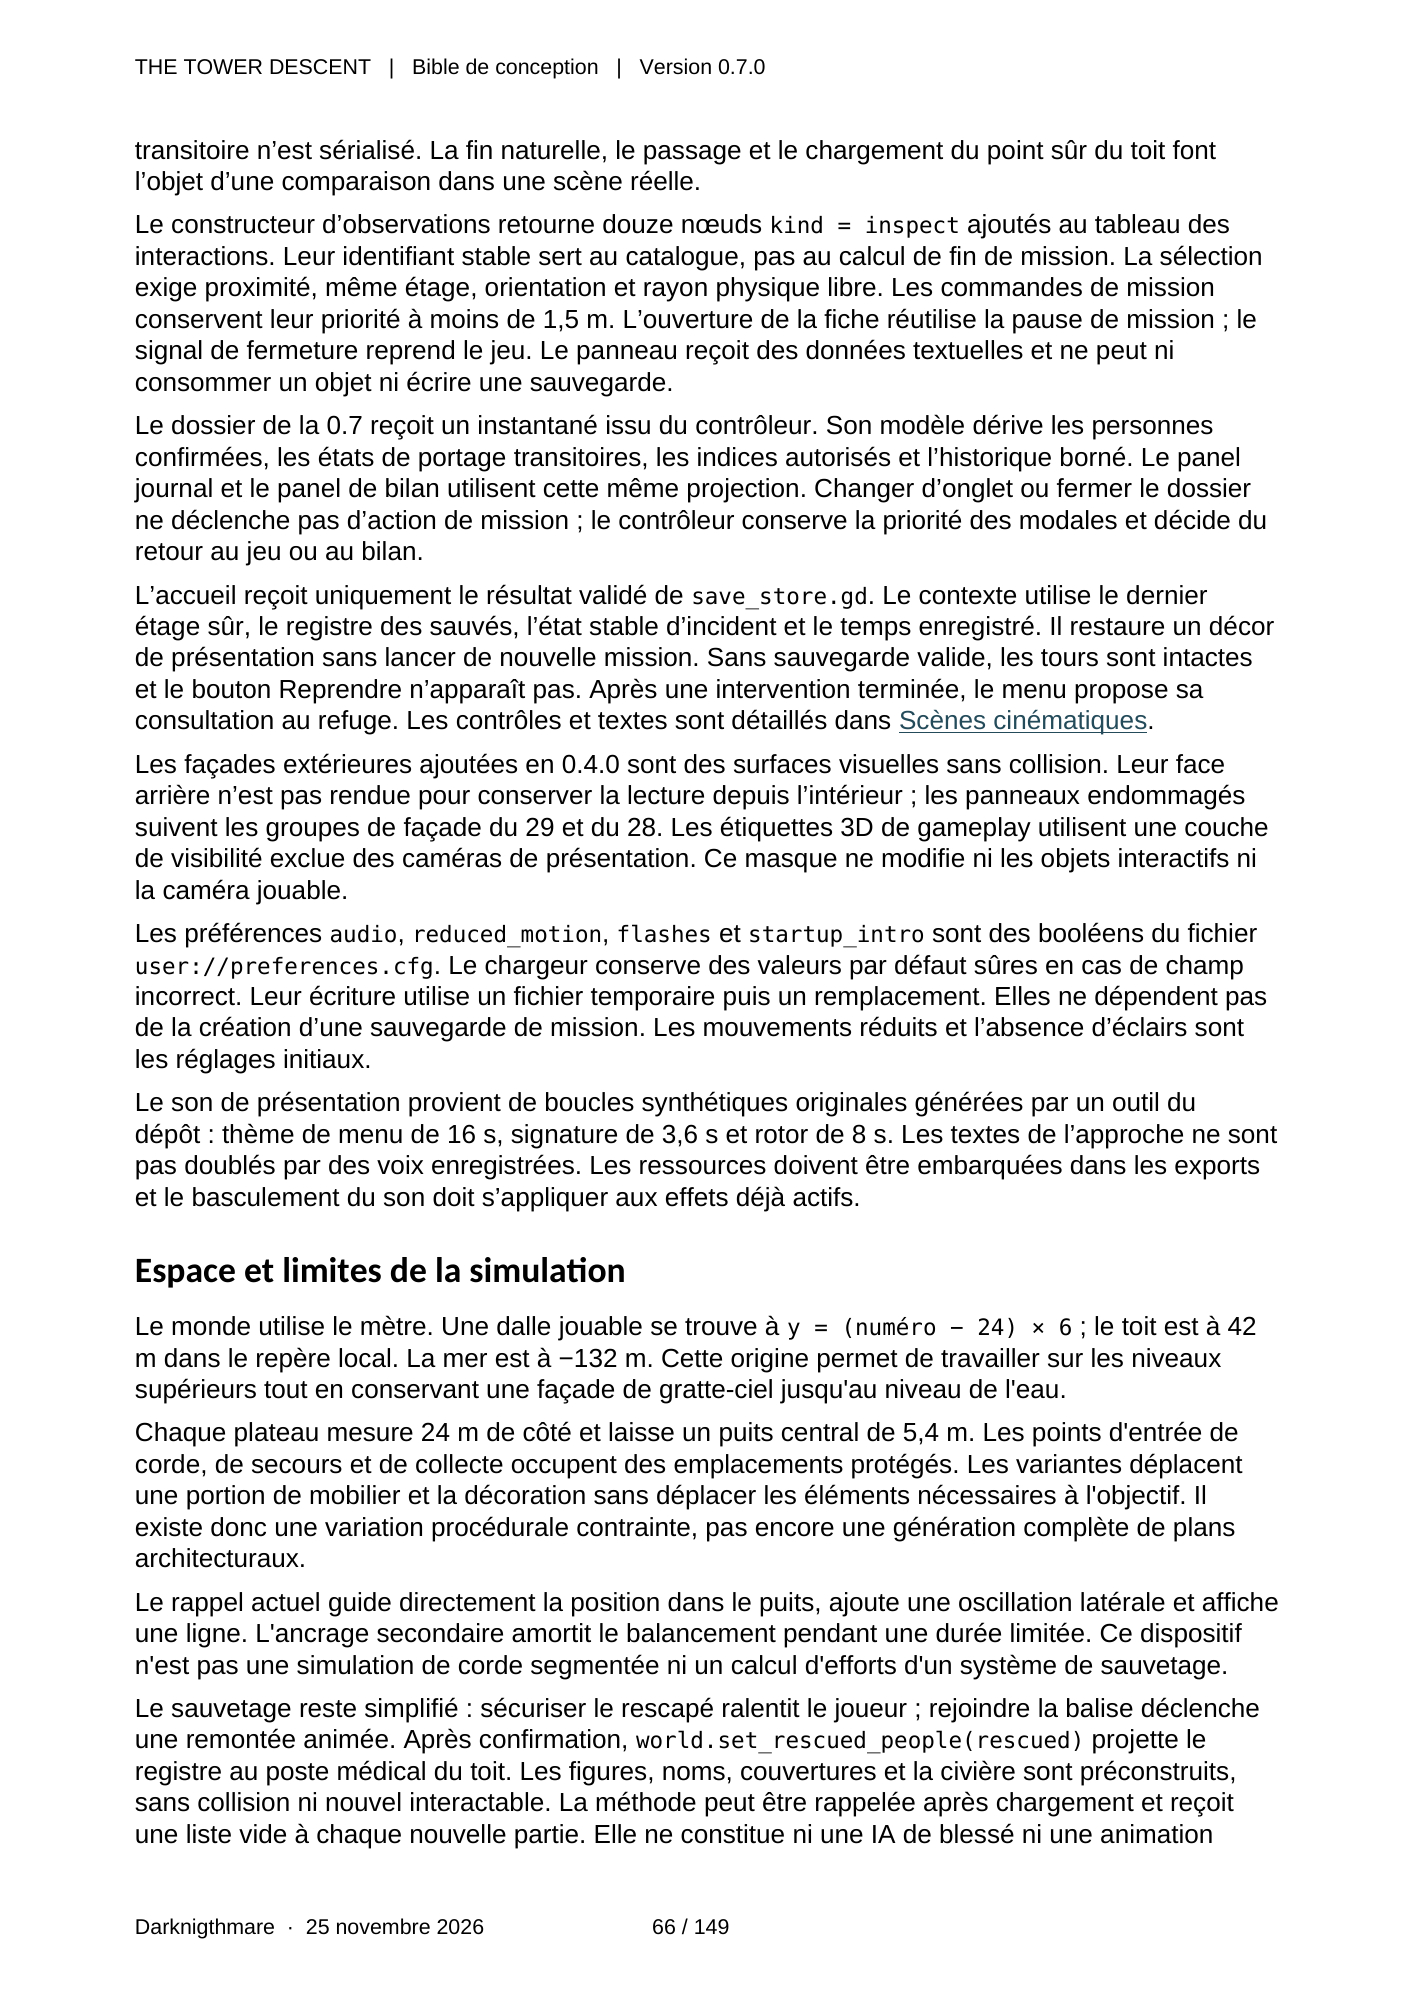 THE TOWER DESCENT | Bible de conception | Version 0.7.0
transitoire n’est sérialisé. La fin naturelle, le passage et le chargement du point sûr du toit font
l’objet d’une comparaison dans une scène réelle.
Le constructeur d’observations retourne douze nœuds kind = inspect ajoutés au tableau des
interactions. Leur identifiant stable sert au catalogue, pas au calcul de fin de mission. La sélection
exige proximité, même étage, orientation et rayon physique libre. Les commandes de mission
conservent leur priorité à moins de 1,5 m. L’ouverture de la fiche réutilise la pause de mission ; le
signal de fermeture reprend le jeu. Le panneau reçoit des données textuelles et ne peut ni
consommer un objet ni écrire une sauvegarde.
Le dossier de la 0.7 reçoit un instantané issu du contrôleur. Son modèle dérive les personnes
confirmées, les états de portage transitoires, les indices autorisés et l’historique borné. Le panel
journal et le panel de bilan utilisent cette même projection. Changer d’onglet ou fermer le dossier
ne déclenche pas d’action de mission ; le contrôleur conserve la priorité des modales et décide du
retour au jeu ou au bilan.
L’accueil reçoit uniquement le résultat validé de save_store.gd. Le contexte utilise le dernier
étage sûr, le registre des sauvés, l’état stable d’incident et le temps enregistré. Il restaure un décor
de présentation sans lancer de nouvelle mission. Sans sauvegarde valide, les tours sont intactes
et le bouton Reprendre n’apparaît pas. Après une intervention terminée, le menu propose sa
consultation au refuge. Les contrôles et textes sont détaillés dans Scènes cinématiques.
Les façades extérieures ajoutées en 0.4.0 sont des surfaces visuelles sans collision. Leur face
arrière n’est pas rendue pour conserver la lecture depuis l’intérieur ; les panneaux endommagés
suivent les groupes de façade du 29 et du 28. Les étiquettes 3D de gameplay utilisent une couche
de visibilité exclue des caméras de présentation. Ce masque ne modifie ni les objets interactifs ni
la caméra jouable.
Les préférences audio, reduced_motion, flashes et startup_intro sont des booléens du fichier
user://preferences.cfg. Le chargeur conserve des valeurs par défaut sûres en cas de champ
incorrect. Leur écriture utilise un fichier temporaire puis un remplacement. Elles ne dépendent pas
de la création d’une sauvegarde de mission. Les mouvements réduits et l’absence d’éclairs sont
les réglages initiaux.
Le son de présentation provient de boucles synthétiques originales générées par un outil du
dépôt : thème de menu de 16 s, signature de 3,6 s et rotor de 8 s. Les textes de l’approche ne sont
pas doublés par des voix enregistrées. Les ressources doivent être embarquées dans les exports
et le basculement du son doit s’appliquer aux effets déjà actifs.
Espace et limites de la simulation
Le monde utilise le mètre. Une dalle jouable se trouve à y = (numéro − 24) × 6 ; le toit est à 42
m dans le repère local. La mer est à −132 m. Cette origine permet de travailler sur les niveaux
supérieurs tout en conservant une façade de gratte-ciel jusqu'au niveau de l'eau.
Chaque plateau mesure 24 m de côté et laisse un puits central de 5,4 m. Les points d'entrée de
corde, de secours et de collecte occupent des emplacements protégés. Les variantes déplacent
une portion de mobilier et la décoration sans déplacer les éléments nécessaires à l'objectif. Il
existe donc une variation procédurale contrainte, pas encore une génération complète de plans
architecturaux.
Le rappel actuel guide directement la position dans le puits, ajoute une oscillation latérale et affiche
une ligne. L'ancrage secondaire amortit le balancement pendant une durée limitée. Ce dispositif
n'est pas une simulation de corde segmentée ni un calcul d'efforts d'un système de sauvetage.
Le sauvetage reste simplifié : sécuriser le rescapé ralentit le joueur ; rejoindre la balise déclenche
une remontée animée. Après confirmation, world.set_rescued_people(rescued) projette le
registre au poste médical du toit. Les figures, noms, couvertures et la civière sont préconstruits,
sans collision ni nouvel interactable. La méthode peut être rappelée après chargement et reçoit
une liste vide à chaque nouvelle partie. Elle ne constitue ni une IA de blessé ni une animation
Darknigthmare · 25 novembre 2026 66 / 149